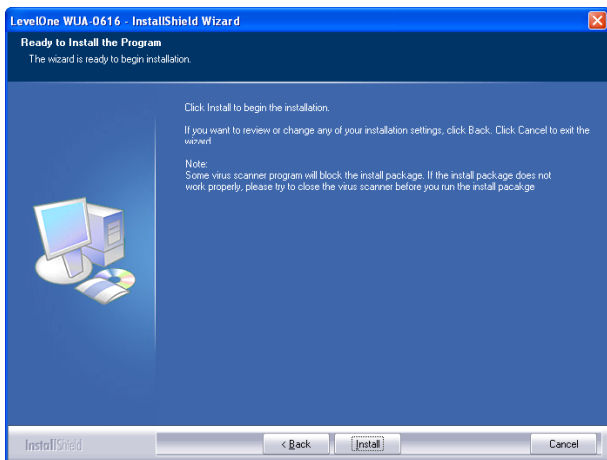 LevelOne WUA-0616 - InstallShield Wizard
Ready to Install the Program
The wizard is ready to begin installation.
Click Install to begin the installation.
If you want to review or change any of your installation settings, click Back. Click Cancel to exit the
wizard.
Note:
Some virus scanner program will block the install package. If the install package does not
work properly, please try to close the virus scanner before you run the install pacakge
InstallShield
< Back
Install
Cancel